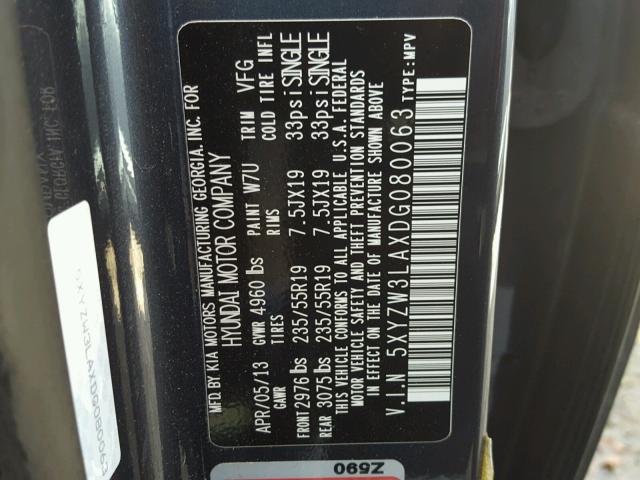 MFD. BY KIA MOTORS MANUFACTURING GEORGIA. INC. FOR
HYUNDAI MOTOR COMPANY
APR/05/13 GVWR 4960 lbs PAINT W7U TRIM VFG
GAWR TIRES RIMS COLD TIRE INFL
FRONT 2976 lbs 235/55R19 7.5JX19 33psi SINGLE
REAR 3075 lbs 235/55R19 7.5JX19 33psi SINGLE
THIS VEHICLE CONFORMS TO ALL APPLICABLE U.S.A. FEDERAL
MOTOR VEHICLE SAFETY AND THEFT PREVENTION STANDARDS
IN EFFECT ON THE DATE OF MANUFACTURE SHOWN ABOVE.
V.I.N 5XYZW3LAXDG080063 TYPE:MPV
Z590